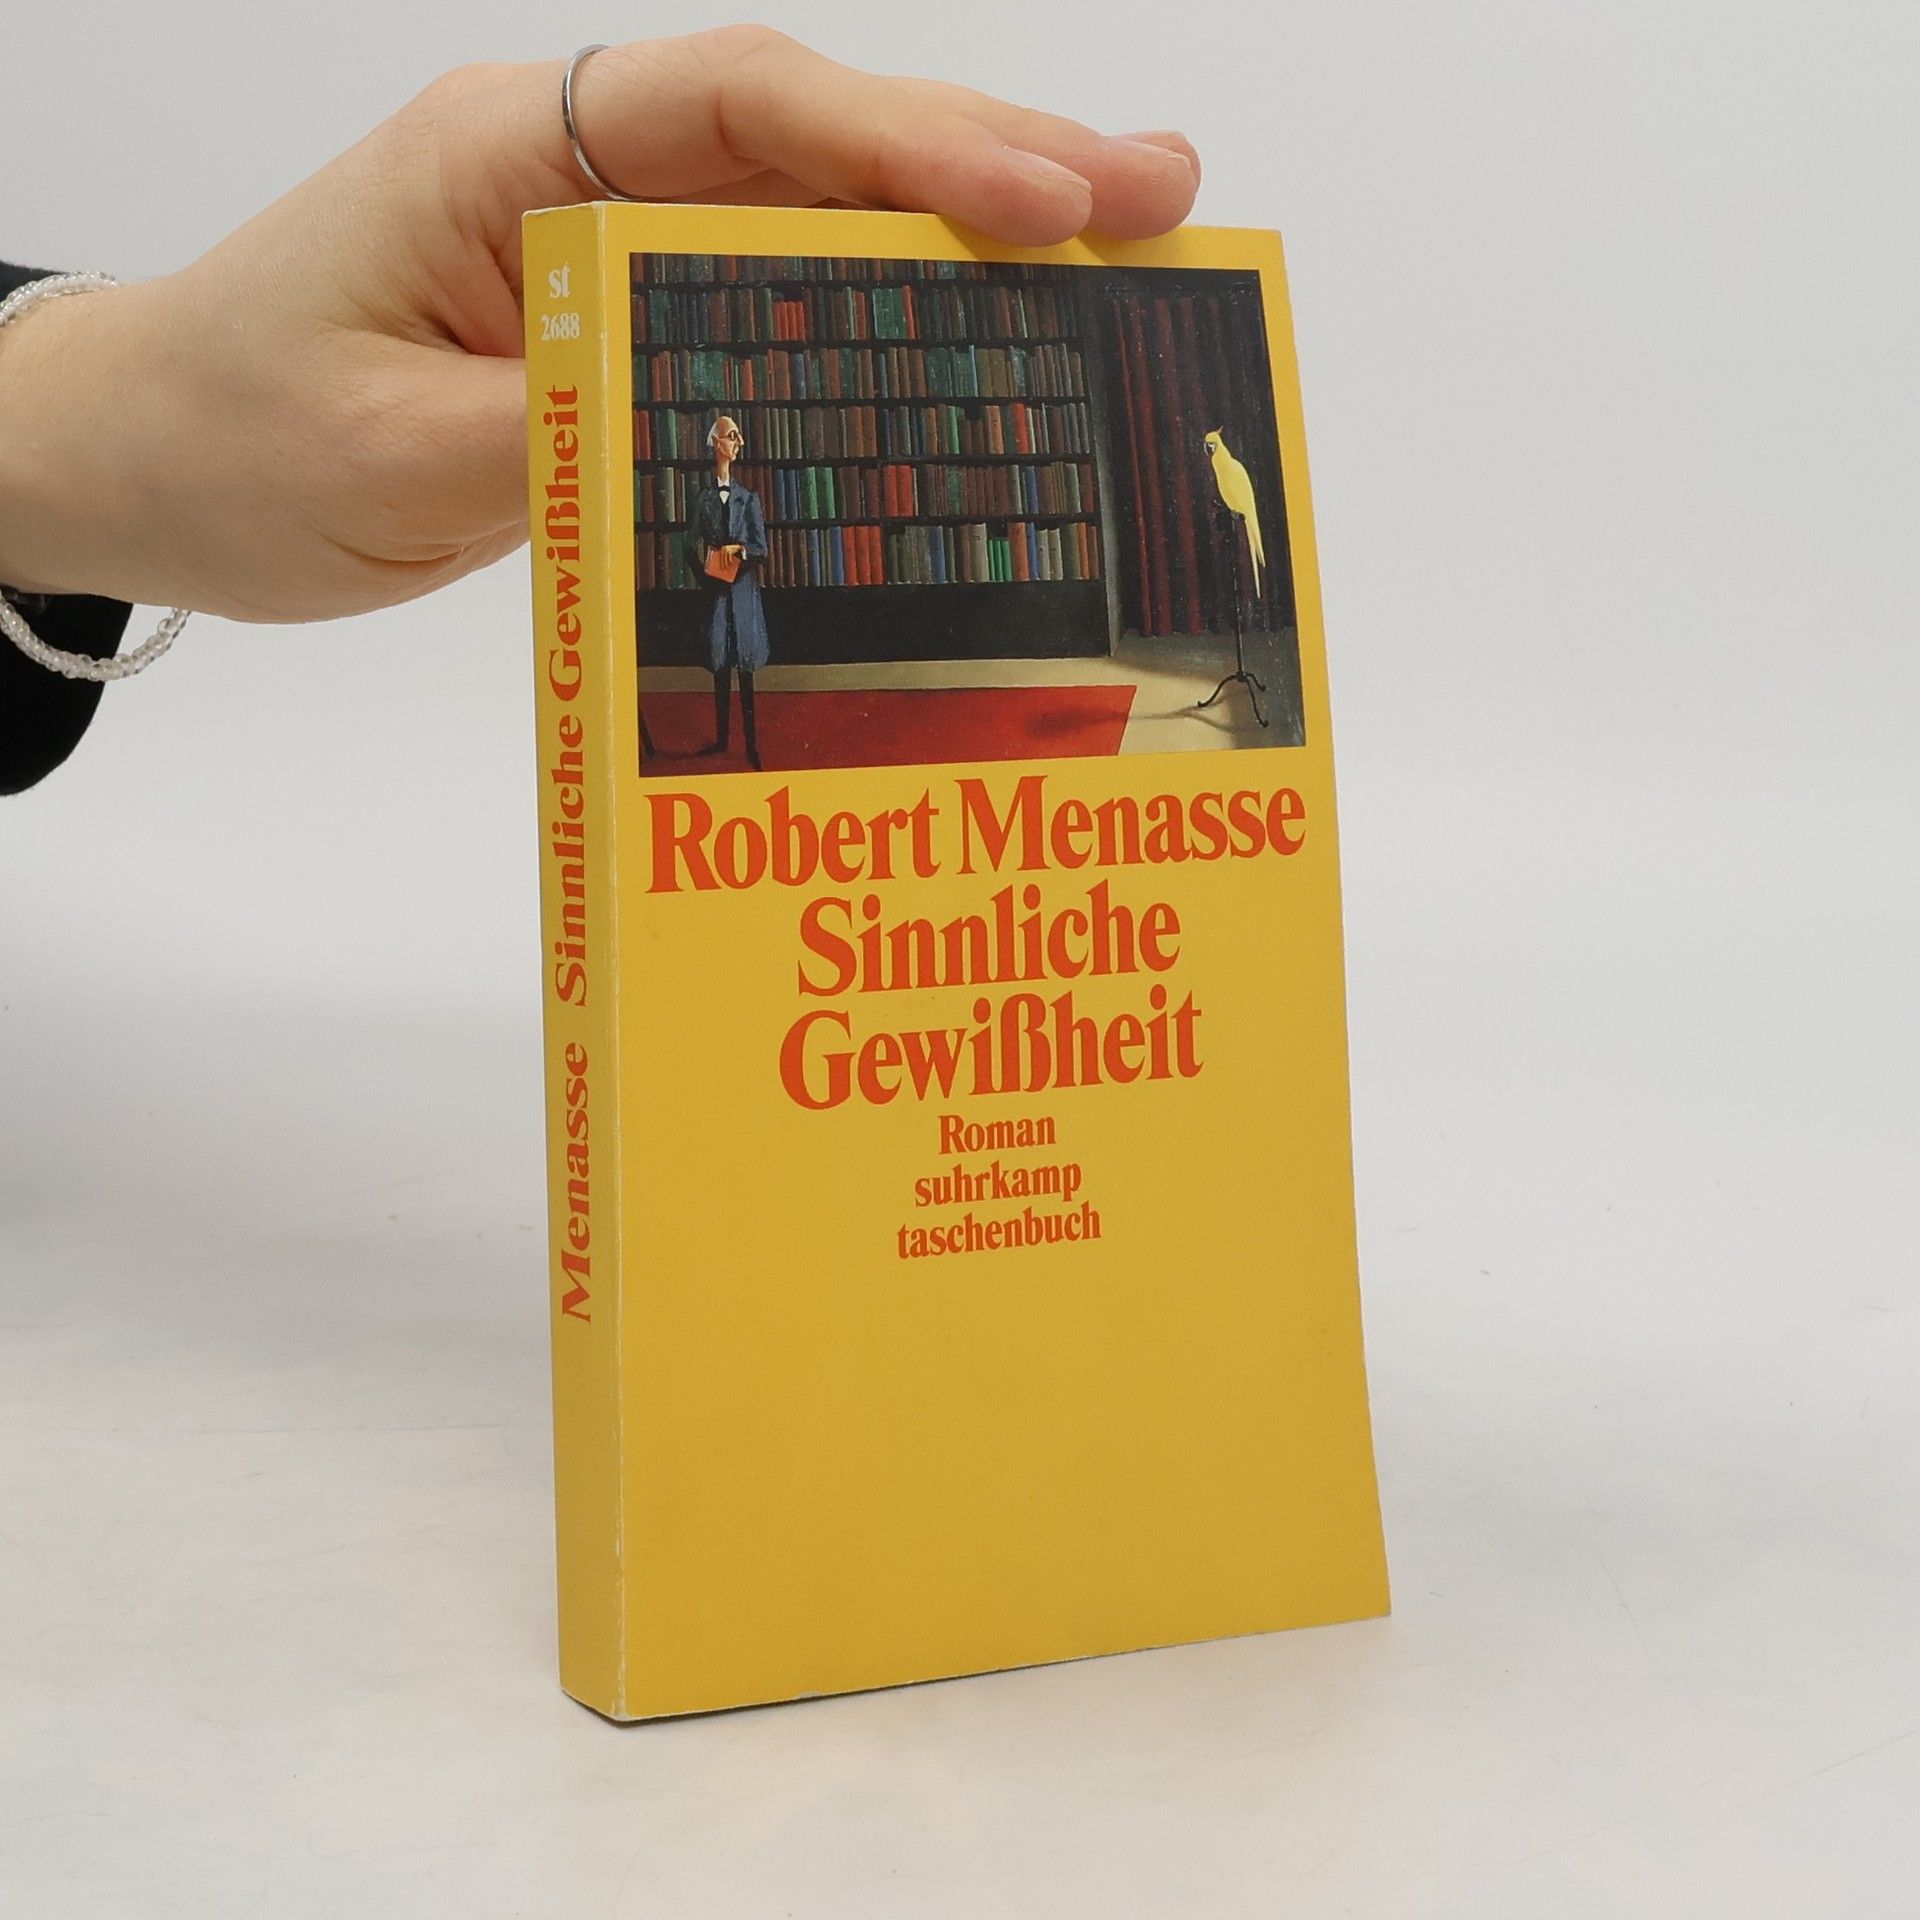 st
2688
Menasse Sinnliche Gewißheit
Robert Menasse
Sinnliche
Gewißheit
Roman
suhrkamp
taschenbuch